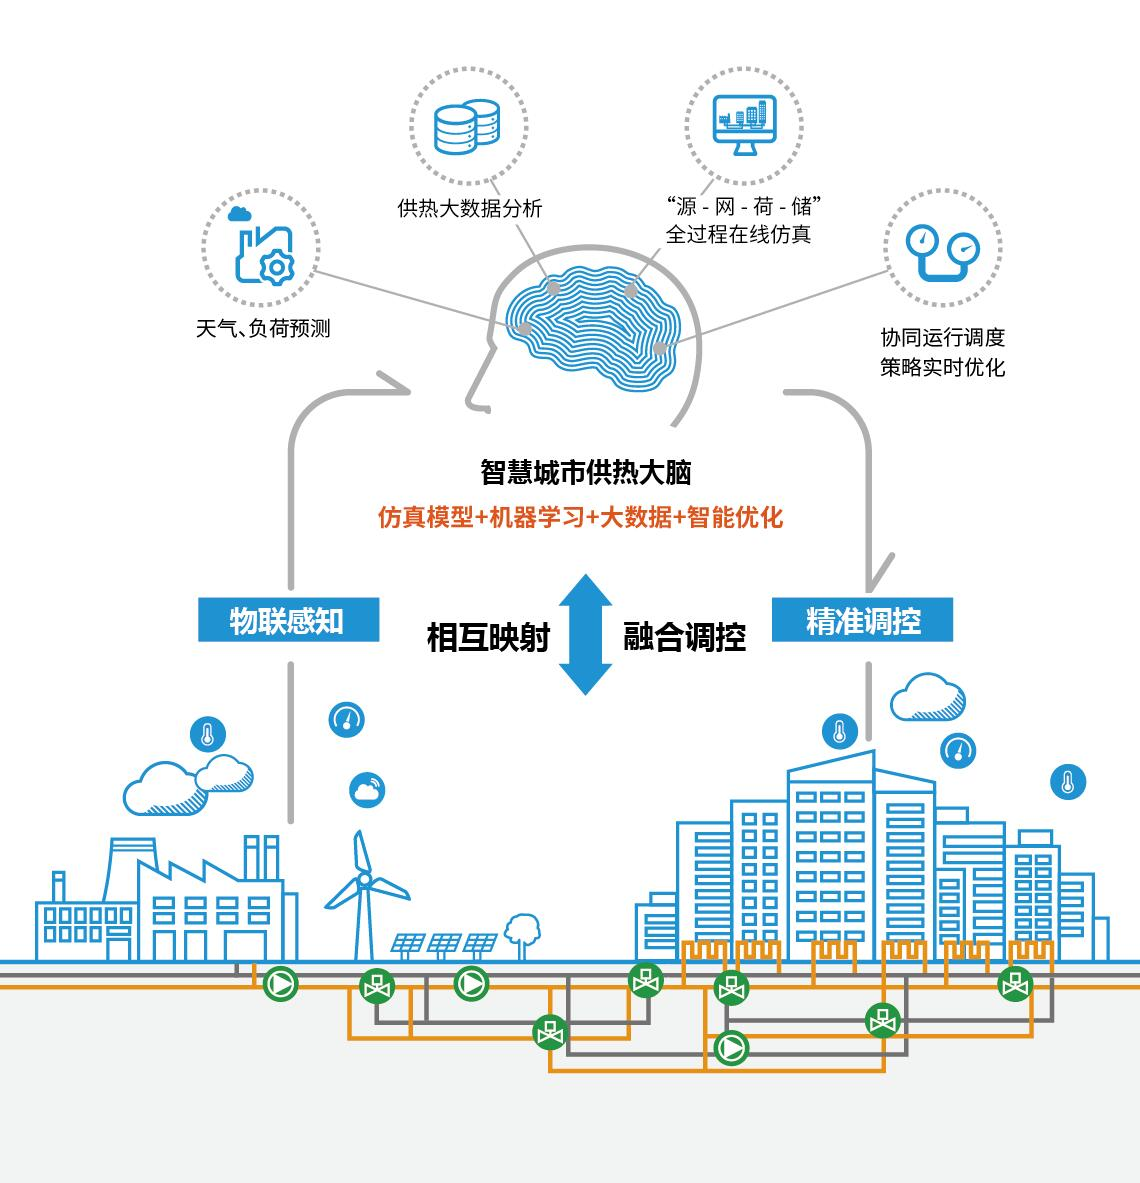 供热大数据分析
“源 - 网 - 荷 - 储”
全过程在线仿真
天气、负荷预测
协同运行调度
策略实时优化
智慧城市供热大脑
仿真模型+机器学习+大数据+智能优化
物联感知
相互映射
融合调控
精准调控